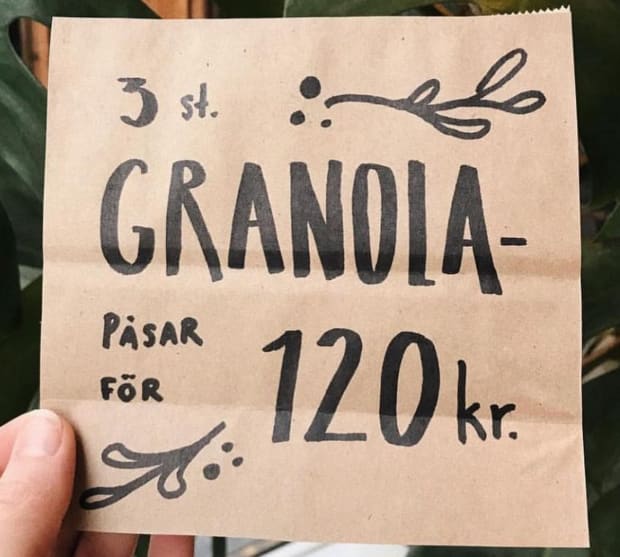 3 st.
GRANOLA-
PÅSAR
FÖR
120 kr.